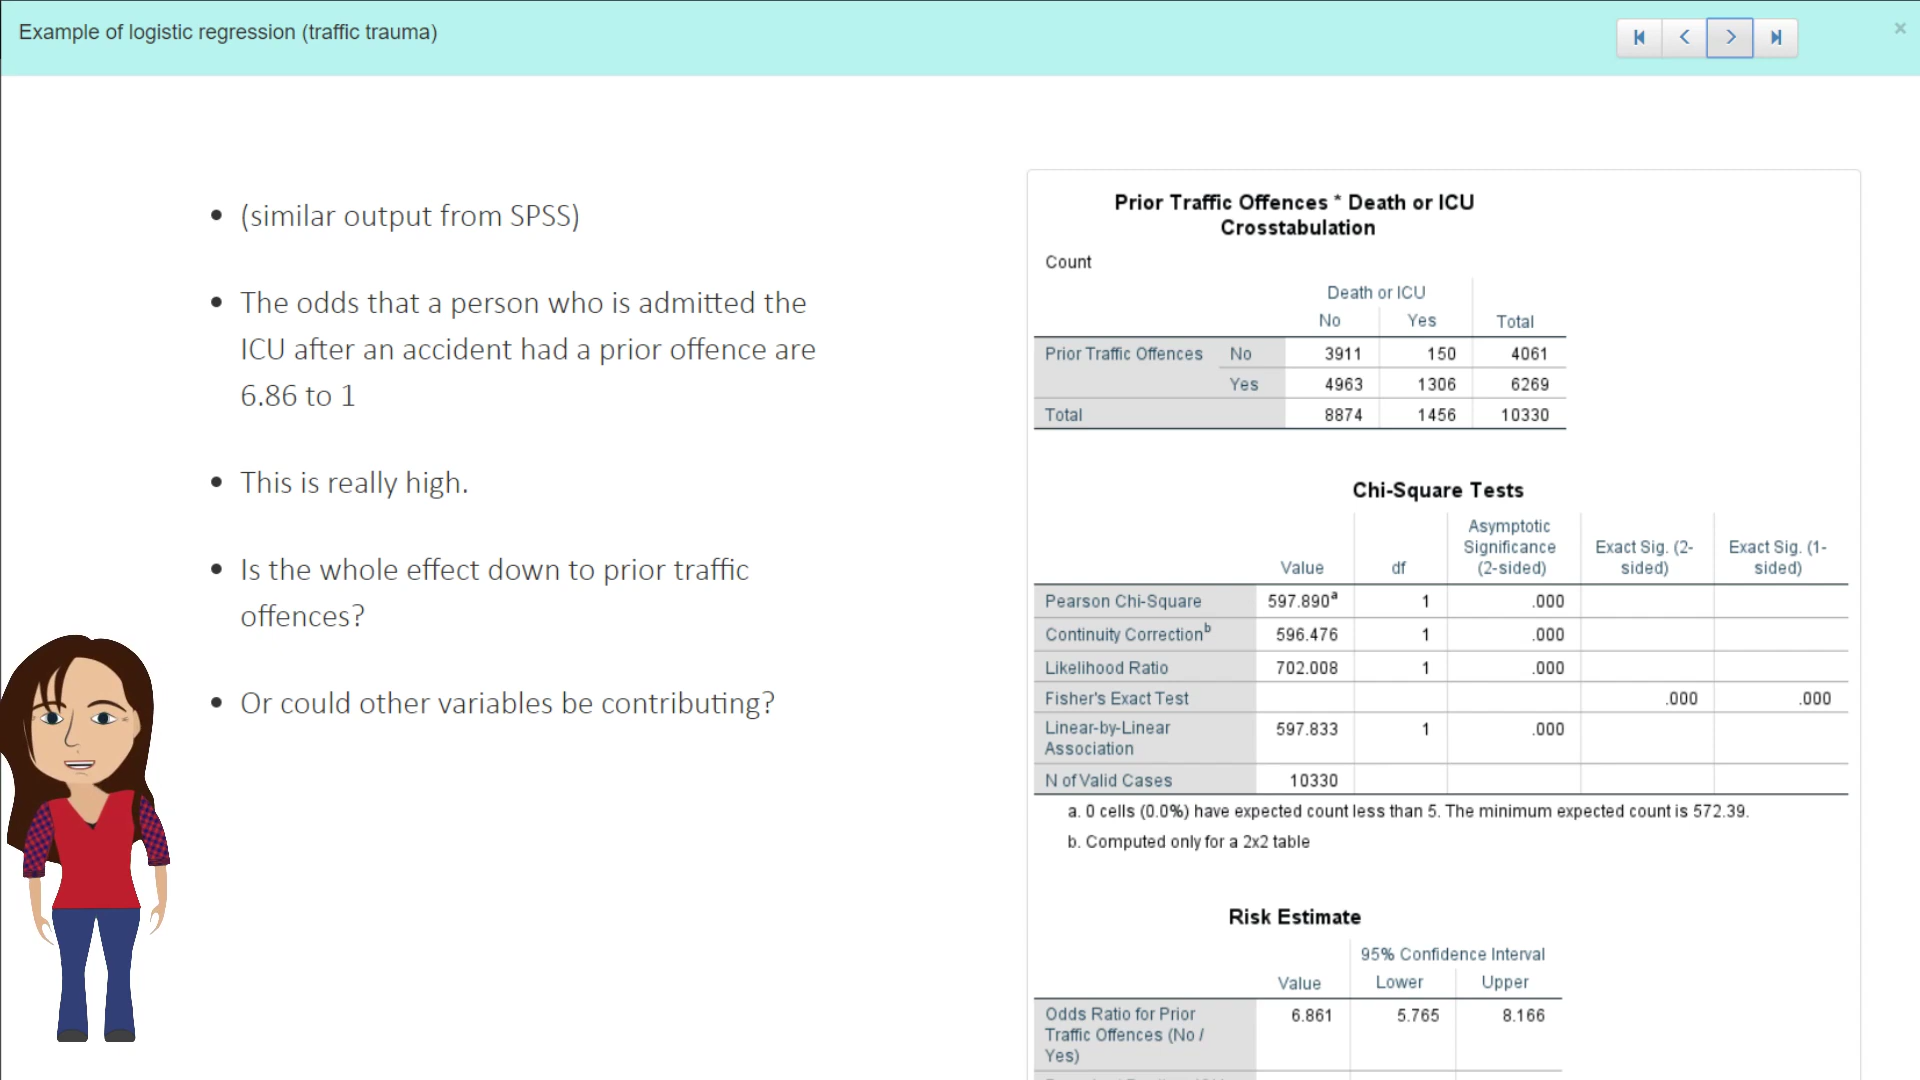 Example of logistic regression (traffic trauma)
×
• (similar output from SPSS)
• The odds that a person who is admitted the
ICU after an accident had a prior offence are
6.86 to 1
• This is really high.
• Is the whole effect down to prior traffic
offences?
• Or could other variables be contributing?
Prior Traffic Offences * Death or ICU
Crosstabulation
Count
Death or ICU
No Yes Total
Prior Traffic Offences No 3911 150 4061
Yes 4963 1306 6269
Total 8874 1456 10330
Chi-Square Tests
Asymptotic
Significance Exact Sig. (2- Exact Sig. (1-
Value df (2-sided) sided) sided)
Pearson Chi-Square 597.890a 1 .000
Continuity Correctionb 596.476 1 .000
Likelihood Ratio 702.008 1 .000
Fisher's Exact Test .000 .000
Linear-by-Linear 597.833 1 .000
Association
N of Valid Cases 10330
a. 0 cells (0.0%) have expected count less than 5. The minimum expected count is 572.39.
b. Computed only for a 2x2 table
Risk Estimate
95% Confidence Interval
Value Lower Upper
Odds Ratio for Prior 6.861 5.765 8.166
Traffic Offences (No /
Yes)